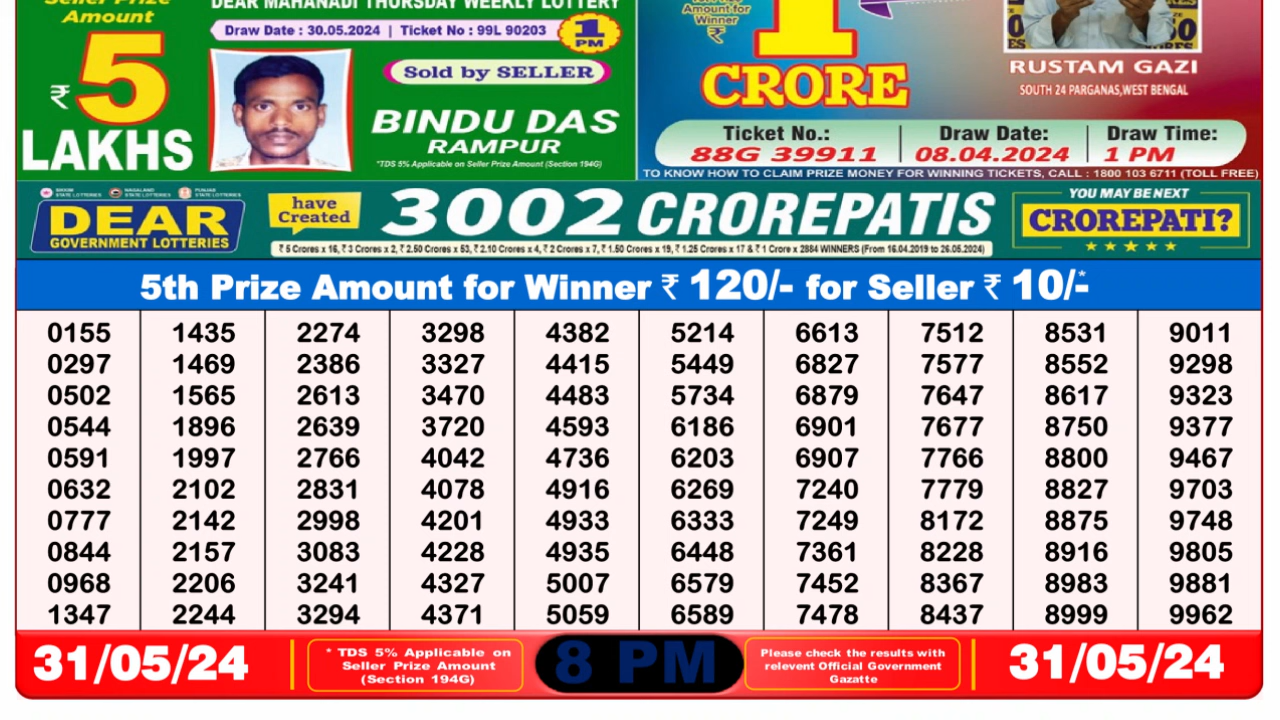 Seller Prize
Amount
₹ 5
LAKHS
DEAR MAHANADI THURSDAY WEEKLY LOTTERY
Draw Date : 30.05.2024 | Ticket No : 99L 90203
1
PM
Sold by SELLER
BINDU DAS
RAMPUR
*TDS 5% Applicable on Seller Prize Amount (Section 194G)
Amount for
Winner
₹
1
CRORE
RUSTAM GAZI
SOUTH 24 PARGANAS,WEST BENGAL
Ticket No.: Draw Date: Draw Time:
88G 39911 08.04.2024 1 PM
TO KNOW HOW TO CLAIM PRIZE MONEY FOR WINNING TICKETS, CALL : 1800 103 6711 (TOLL FREE)
SIKKIM STATE LOTTERIES NAGALAND STATE LOTTERIES PUNJAB STATE LOTTERIES
DEAR
GOVERNMENT LOTTERIES
have
Created
3002 CROREPATIS
₹ 5 Crores x 16, ₹ 3 Crores x 2, ₹ 2.50 Crores x 53, ₹ 2.10 Crores x 4, ₹ 2 Crores x 7, ₹ 1.50 Crores x 19, ₹ 1.25 Crores x 17 & ₹ 1 Crore x 2884 WINNERS (From 16.04.2019 to 26.05.2024)
YOU MAY BE NEXT
CROREPATI?
5th Prize Amount for Winner ₹ 120/- for Seller ₹ 10/-*
0155 1435 2274 3298 4382 5214 6613 7512 8531 9011
0297 1469 2386 3327 4415 5449 6827 7577 8552 9298
0502 1565 2613 3470 4483 5734 6879 7647 8617 9323
0544 1896 2639 3720 4593 6186 6901 7677 8750 9377
0591 1997 2766 4042 4736 6203 6907 7766 8800 9467
0632 2102 2831 4078 4916 6269 7240 7779 8827 9703
0777 2142 2998 4201 4933 6333 7249 8172 8875 9748
0844 2157 3083 4228 4935 6448 7361 8228 8916 9805
0968 2206 3241 4327 5007 6579 7452 8367 8983 9881
1347 2244 3294 4371 5059 6589 7478 8437 8999 9962
31/05/24
* TDS 5% Applicable on
Seller Prize Amount
(Section 194G)
8 PM
Please check the results with
relevent Official Government
Gazatte
31/05/24